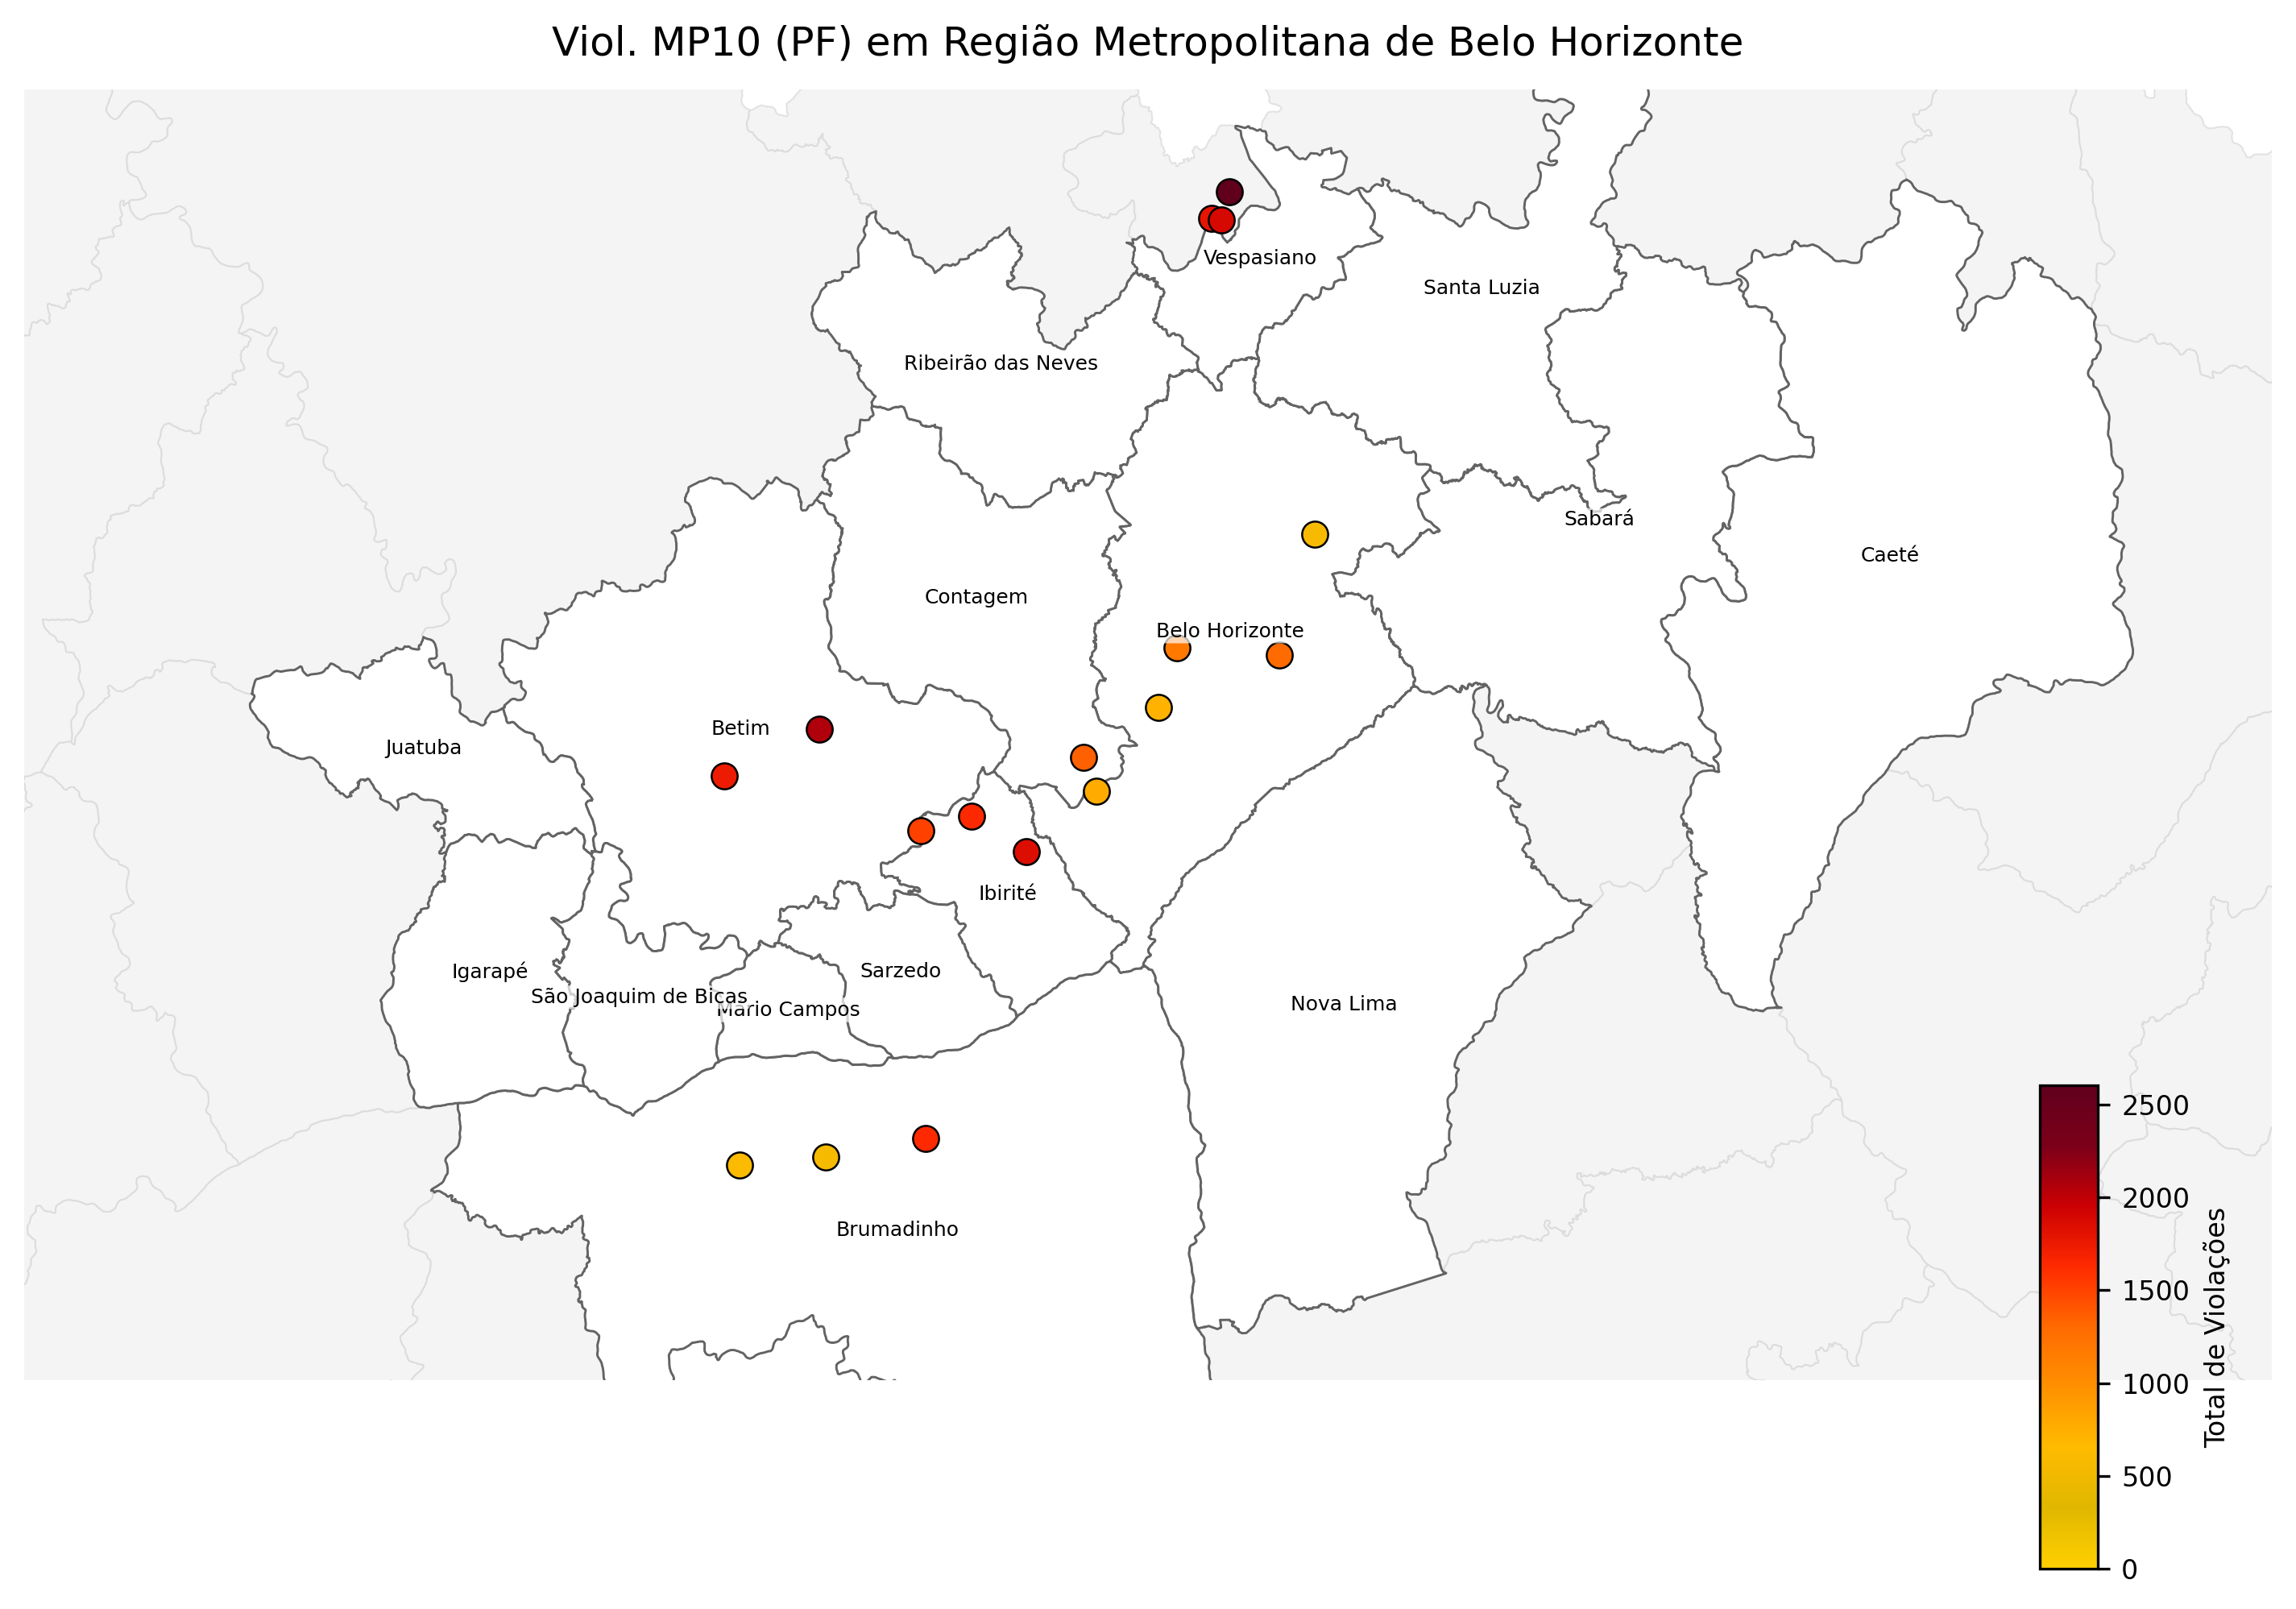 Viol. MP10 (PF) em Região Metropolitana de Belo Horizonte
Vespasiano
Santa Luzia
Ribeirão das Neves
Sabará
Caeté
Contagem
Belo Horizonte
Betim
Juatuba
Ibirité
Igarapé
Sarzedo
São Joaquim de Bicas
Mário Campos
Nova Lima
Brumadinho
2500
2000
1500
1000
500
0
Total de Violações